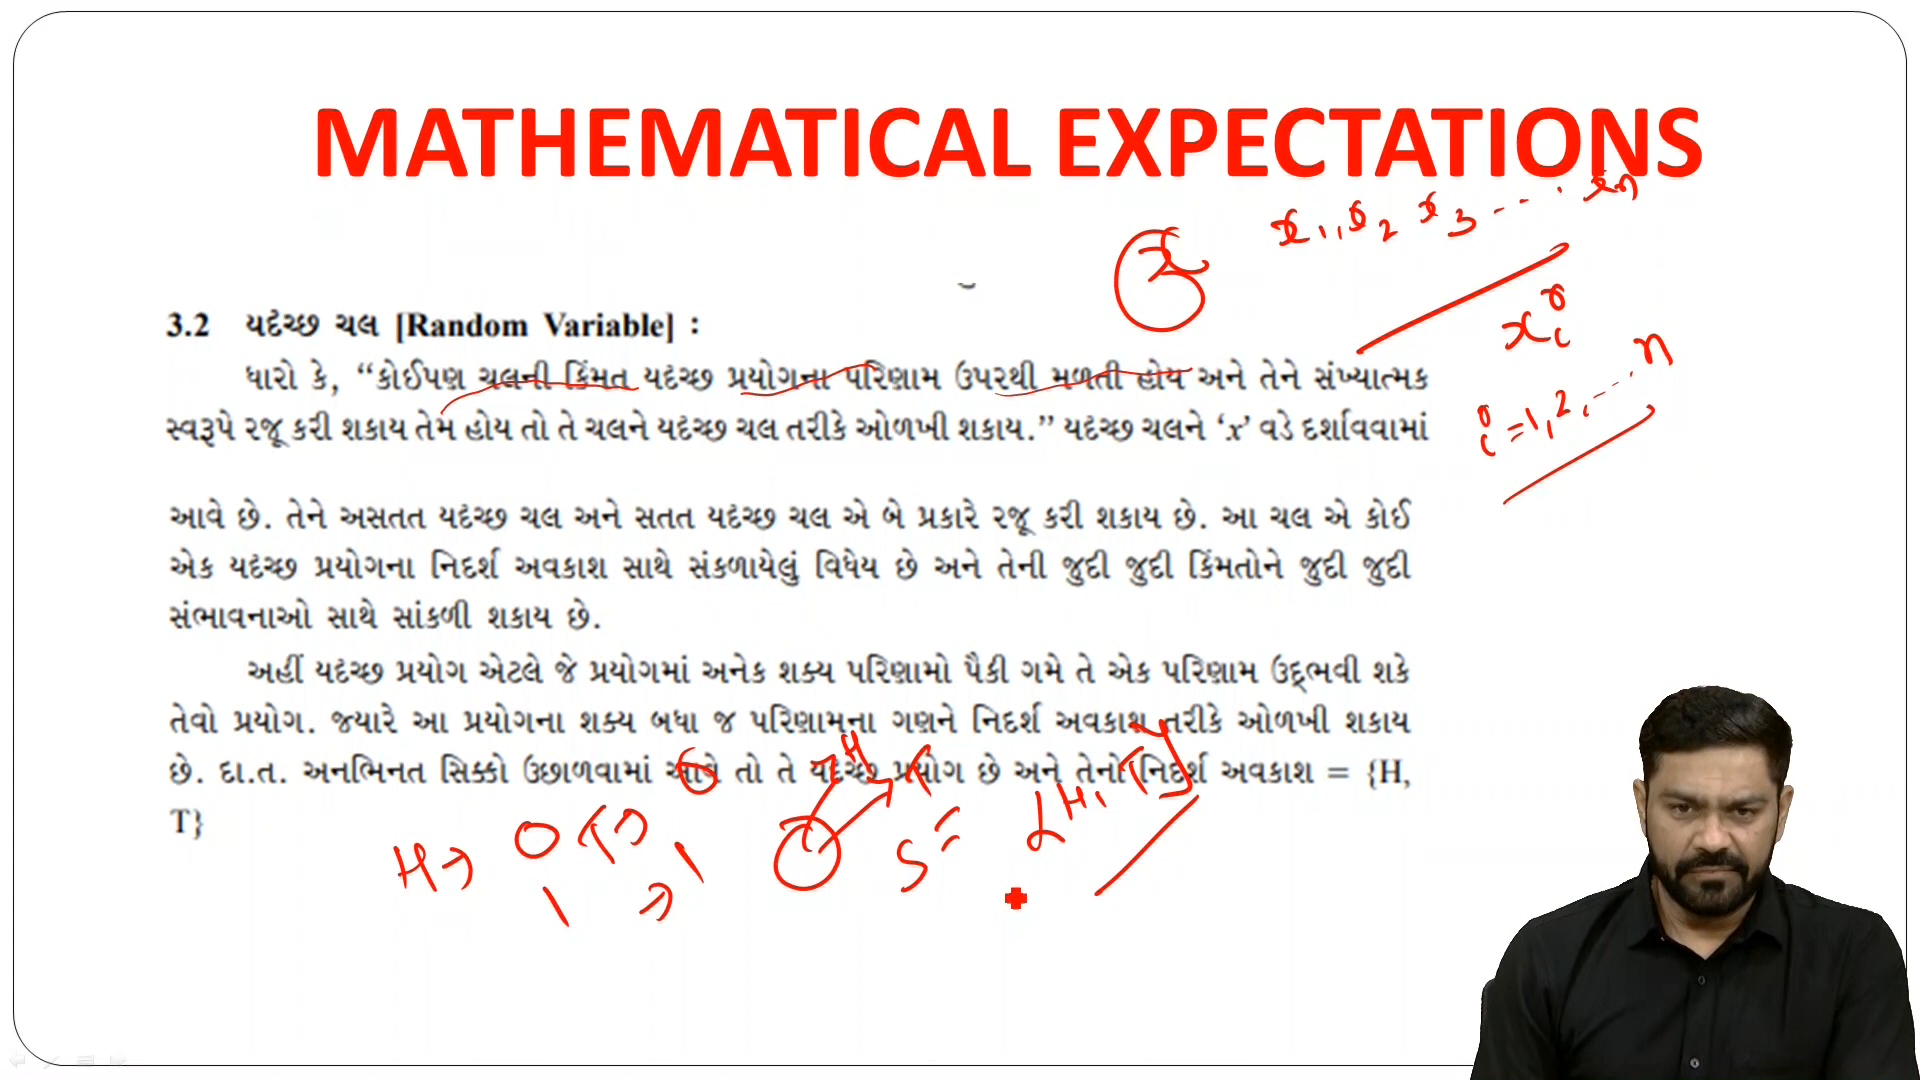 MATHEMATICAL EXPECTATIONS
x₁, x₂ x₃ ..... xₙ
x
xᵢ
i = 1, 2, ..... n
3.2 યદૃચ્છ ચલ [Random Variable] :
ધારો કે, “કોઈપણ ચલની કિંમત યદૃચ્છ પ્રયોગના પરિણામ ઉપરથી મળતી હોય અને તેને સંખ્યાત્મક
સ્વરૂપે રજૂ કરી શકાય તેમ હોય તો તે ચલને યદૃચ્છ ચલ તરીકે ઓળખી શકાય.” યદૃચ્છ ચલને ‘x’ વડે દર્શાવવામાં
આવે છે. તેને અસતત યદૃચ્છ ચલ અને સતત યદૃચ્છ ચલ એ બે પ્રકારે રજૂ કરી શકાય છે. આ ચલ એ કોઈ
એક યદૃચ્છ પ્રયોગના નિદર્શ અવકાશ સાથે સંકળાયેલું વિધેય છે અને તેની જુદી જુદી કિંમતોને જુદી જુદી
સંભાવનાઓ સાથે સાંકળી શકાય છે.
અહીં યદૃચ્છ પ્રયોગ એટલે જે પ્રયોગમાં અનેક શક્ય પરિણામો પૈકી ગમે તે એક પરિણામ ઉદ્ભવી શકે
તેવો પ્રયોગ. જ્યારે આ પ્રયોગના શક્ય બધા જ પરિણામના ગણને નિદર્શ અવકાશ તરીકે ઓળખી શકાય
છે. દા.ત. અનભિનત સિક્કો ઉછાળવામાં આવે તો તે યદૃચ્છ પ્રયોગ છે અને તેનો નિદર્શ અવકાશ = {H,
T}
H T
S = {H, T}
H → 0 T → 1
1 →